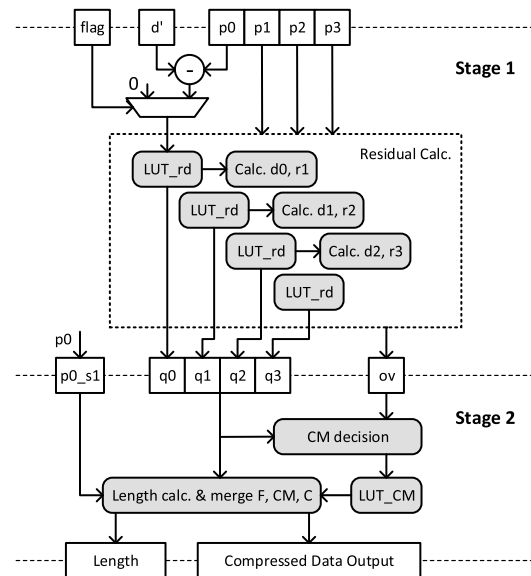 flag d' p0 p1 p2 p3
Stage 1
-
0
Residual Calc.
LUT_rd Calc. d0, r1
LUT_rd Calc. d1, r2
LUT_rd Calc. d2, r3
LUT_rd
p0
p0_s1 q0 q1 q2 q3 ov
Stage 2
CM decision
Length calc. & merge F, CM, C LUT_CM
Length Compressed Data Output